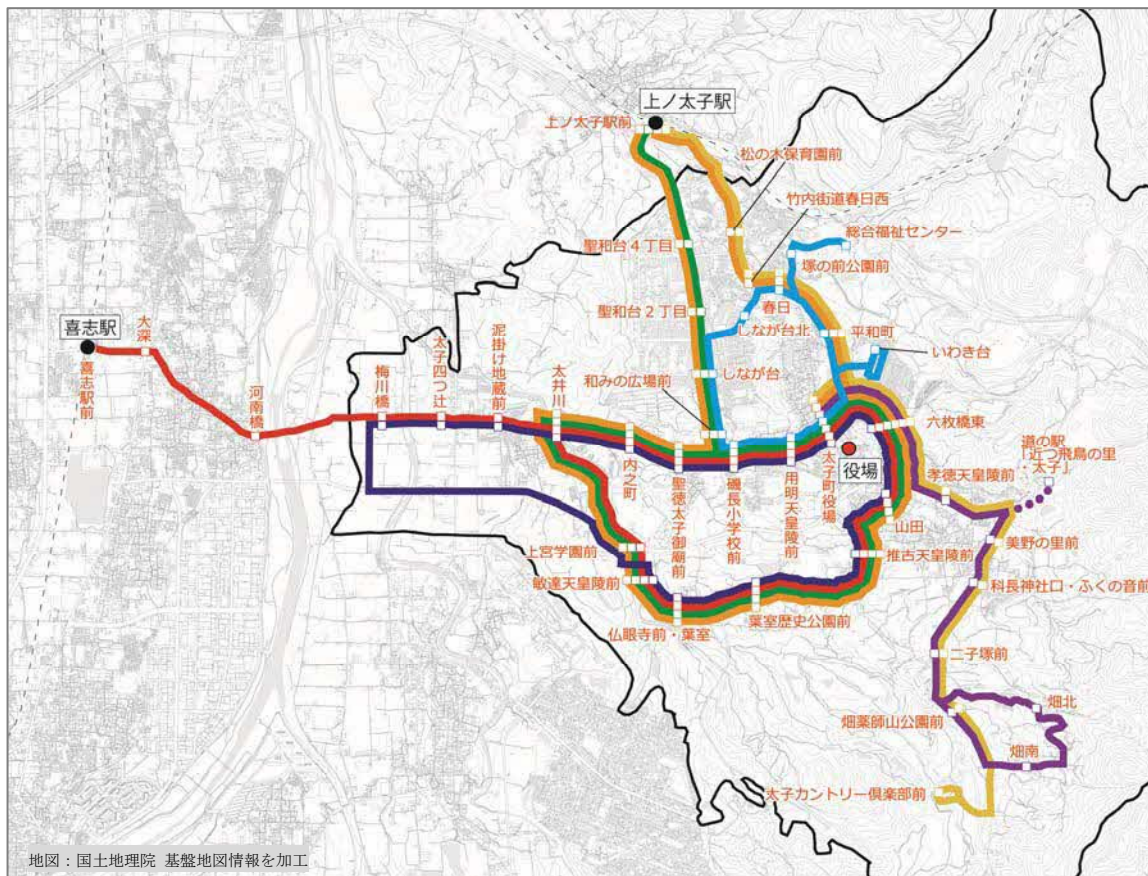 上ノ太子駅
上ノ太子駅前
松の木保育園前
竹内街道春日西
総合福祉センター
塚の前公園前
聖和台4丁目
聖和台2丁目
春日
しなが台北
平和町
いわき台
喜志駅
大深
喜志駅前
河南橋
梅川橋
太子四つ辻
泥掛け地蔵前
太井川
和みの広場前
しなが台
六枚橋東
道の駅
「近つ飛鳥の里
・太子」
役場
孝徳天皇陵前
内之町
聖徳太子御廟前
磯長小学校前
用明天皇陵前
太子町役場
山田
美野の里前
上宮学園前
推古天皇陵前
敏達天皇陵前
科長神社口・ふくの音前
仏眼寺前・葉室
葉室歴史公園前
二子塚前
畑北
畑薬師山公園前
畑南
太子カントリー倶楽部前
地図：国土地理院 基盤地図情報を加工